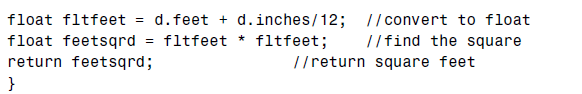 float fltfeet = d.feet + d.inches/12;  //convert to float
float feetsqrd = fltfeet * fltfeet;    //find the square
return feetsqrd;                //return square feet
}